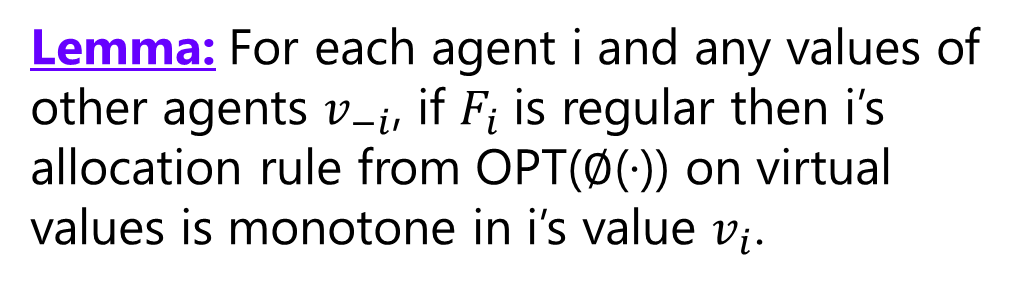 Lemma: For each agent i and any values of
other agents 𝑣₋ᵢ, if 𝐹ᵢ is regular then i’s
allocation rule from OPT(∅(·)) on virtual
values is monotone in i’s value 𝑣ᵢ.